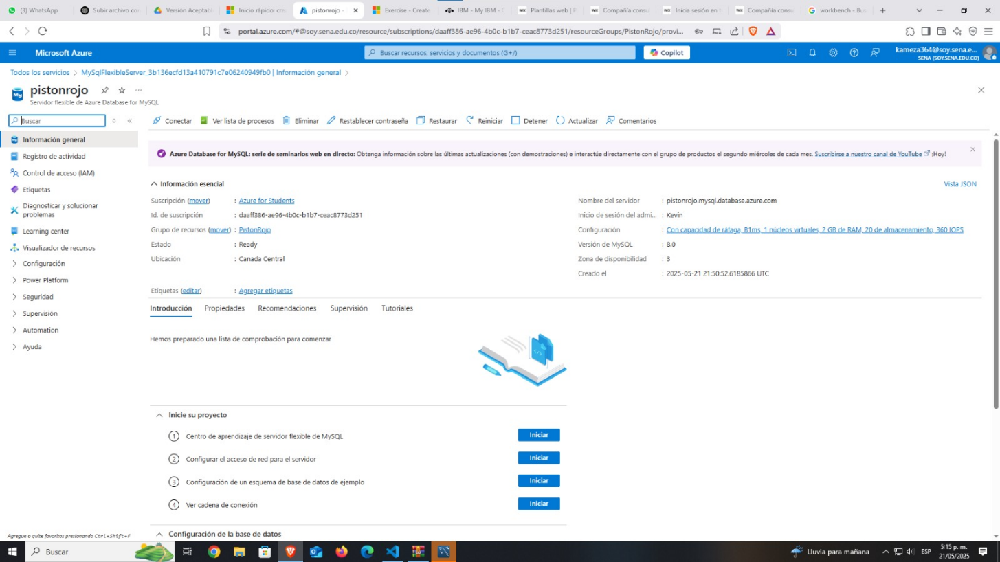 (3) WhatsApp
Subir archivo co
Versión Aceptabl
Inicio rápido: cre
pistonrojo -
Exercise - Create
IBM - My IBM - C
Plantillas web | P
Compañía consu
Inicia sesión en t
Compañía consu
workbench - Bus
portal.azure.com/#@soy.sena.edu.co/resource/subscriptions/daaff386-ae96-4b0c-b1b7-ceac8773d251/resourceGroups/PistonRojo/provi...
Microsoft Azure
Buscar recursos, servicios y documentos (G+/)
Copilot
kameza364@soy.sena.e...
SENA (SOY.SENA.EDU.CO)
Todos los servicios > MySqlFlexibleServer_3b136ecfd13a410791c7e06240949fb0 | Información general >
pistonrojo
Servidor flexible de Azure Database for MySQL
Buscar
Conectar
Ver lista de procesos
Eliminar
Restablecer contraseña
Restaurar
Reiniciar
Detener
Actualizar
Comentarios
Información general
Registro de actividad
Control de acceso (IAM)
Etiquetas
Diagnosticar y solucionar
problemas
Learning center
Visualizador de recursos
Configuración
Power Platform
Seguridad
Supervisión
Automation
Ayuda
Azure Database for MySQL: serie de seminarios web en directo: Obtenga información sobre las últimas actualizaciones (con demostraciones) e interactúe directamente con el grupo de productos el segundo miércoles de cada mes. Suscribirse a nuestro canal de YouTube ¡Hoy!
Información esencial
Vista JSON
Suscripción (mover) : Azure for Students
Id. de suscripción : daaff386-ae96-4b0c-b1b7-ceac8773d251
Grupo de recursos (mover) : PistonRojo
Estado : Ready
Ubicación : Canada Central
Nombre del servidor : pistonrojo.mysql.database.azure.com
Inicio de sesión del admi... : Kevin
Configuración : Con capacidad de ráfaga, B1ms, 1 núcleos virtuales, 2 GB de RAM, 20 de almacenamiento, 360 IOPS
Versión de MySQL : 8.0
Zona de disponibilidad : 3
Creado el : 2025-05-21 21:50:52.6185866 UTC
Etiquetas (editar) : Agregar etiquetas
Introducción
Propiedades
Recomendaciones
Supervisión
Tutoriales
Hemos preparado una lista de comprobación para comenzar
Inicie su proyecto
1 Centro de aprendizaje de servidor flexible de MySQL Iniciar
2 Configurar el acceso de red para el servidor Iniciar
3 Configuración de un esquema de base de datos de ejemplo Iniciar
4 Ver cadena de conexión Iniciar
Configuración de la base de datos
Agregue o quite favoritos presionando Ctrl+Shift+F
Buscar
Lluvia para mañana
ESP
5:15 p. m.
21/05/2025